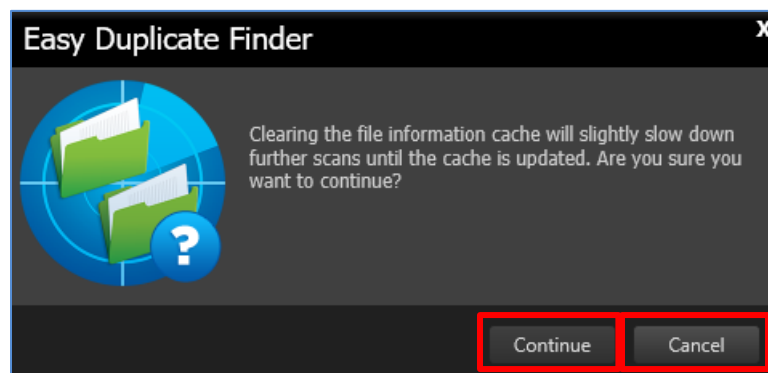 Easy Duplicate Finder
X
Clearing the file information cache will slightly slow down
further scans until the cache is updated. Are you sure you
want to continue?
?
Continue
Cancel